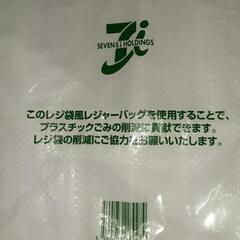 SEVEN & i HOLDINGS
このレジ袋風レジャーバッグを使用することで、
プラスチックごみの削減に貢献できます。
レジ袋の削減にご協力をお願いいたします。